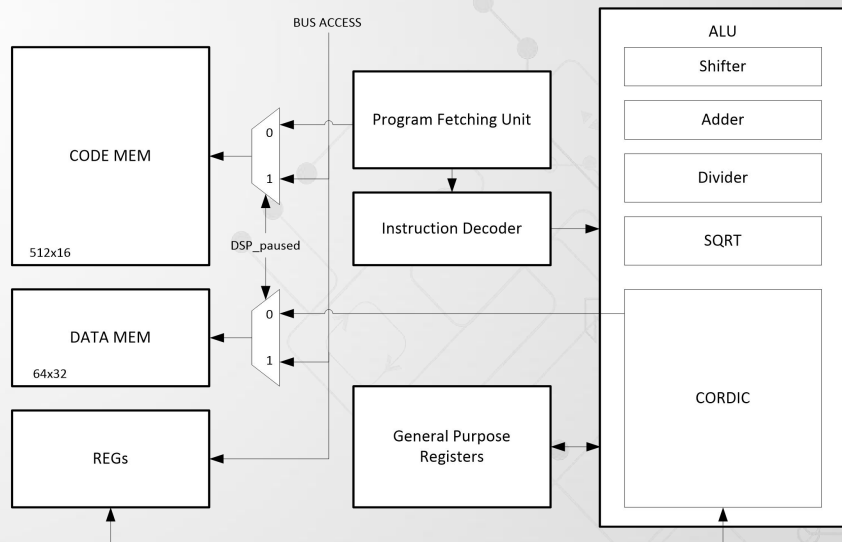 BUS ACCESS
ALU
Shifter
Adder
Divider
SQRT
CORDIC
CODE MEM
512x16
0
1
Program Fetching Unit
Instruction Decoder
DSP_paused
DATA MEM
64x32
0
1
REGs
General Purpose
Registers